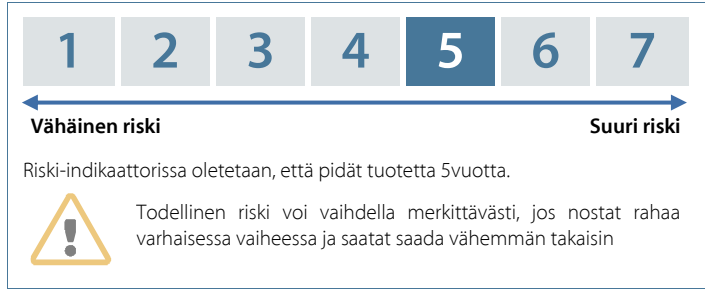 1 2 3 4 5 6 7
Vähäinen riski Suuri riski
Riski-indikaattorissa oletetaan, että pidät tuotetta 5vuotta.
Todellinen riski voi vaihdella merkittävästi, jos nostat rahaa
varhaisessa vaiheessa ja saatat saada vähemmän takaisin